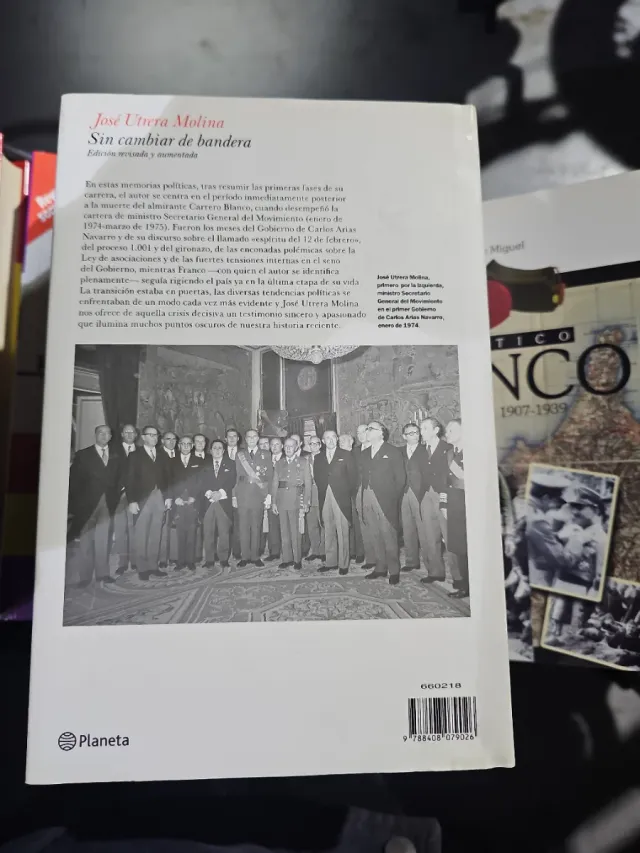 José Utrera Molina
Sin cambiar de bandera
Edición revisada y aumentada
En estas memorias políticas, tras resumir las primeras fases de su
carrera, el autor se centra en el período inmediatamente posterior
a la muerte del almirante Carrero Blanco, cuando desempeñó la
cartera de ministro Secretario General del Movimiento (enero de
1974-marzo de 1975). Fueron los meses del Gobierno de Carlos Arias
Navarro y de su discurso sobre el llamado «espíritu del 12 de febrero»,
del proceso 1.001 y del gironazo, de las enconadas polémicas sobre la
Ley de asociaciones y de las fuertes tensiones internas en el seno
del Gobierno, mientras Franco —con quien el autor se identifica
plenamente— seguía rigiendo el país ya en la última etapa de su vida.
La transición estaba en puertas, las diversas tendencias políticas se
enfrentaban de un modo cada vez más evidente y José Utrera Molina
nos ofrece de aquella crisis decisiva un testimonio sincero y apasionado
que ilumina muchos puntos oscuros de nuestra historia reciente.
José Utrera Molina,
primero por la izquierda,
ministro Secretario
General del Movimiento
en el primer Gobierno
de Carlos Arias Navarro,
enero de 1974.
Planeta
660218
9 788408 079026
Miguel
TICO
NCO
1907-1939